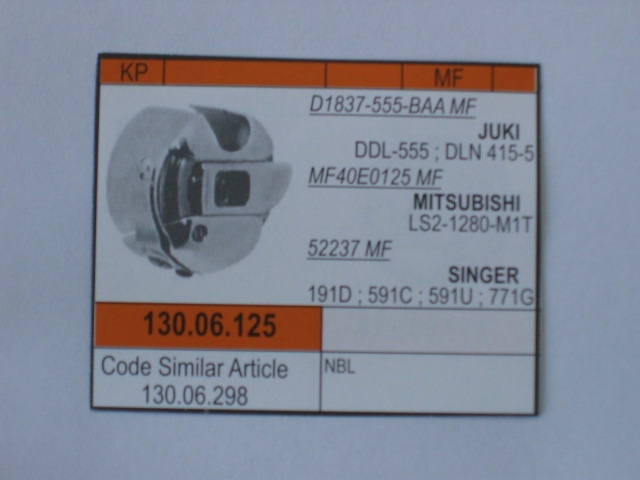 KP MF
D1837-555-BAA MF
JUKI
DDL-555 ; DLN 415-5
MF40E0125 MF
MITSUBISHI
LS2-1280-M1T
52237 MF
SINGER
191D ; 591C ; 591U ; 771G
130.06.125
Code Similar Article
130.06.298
NBL